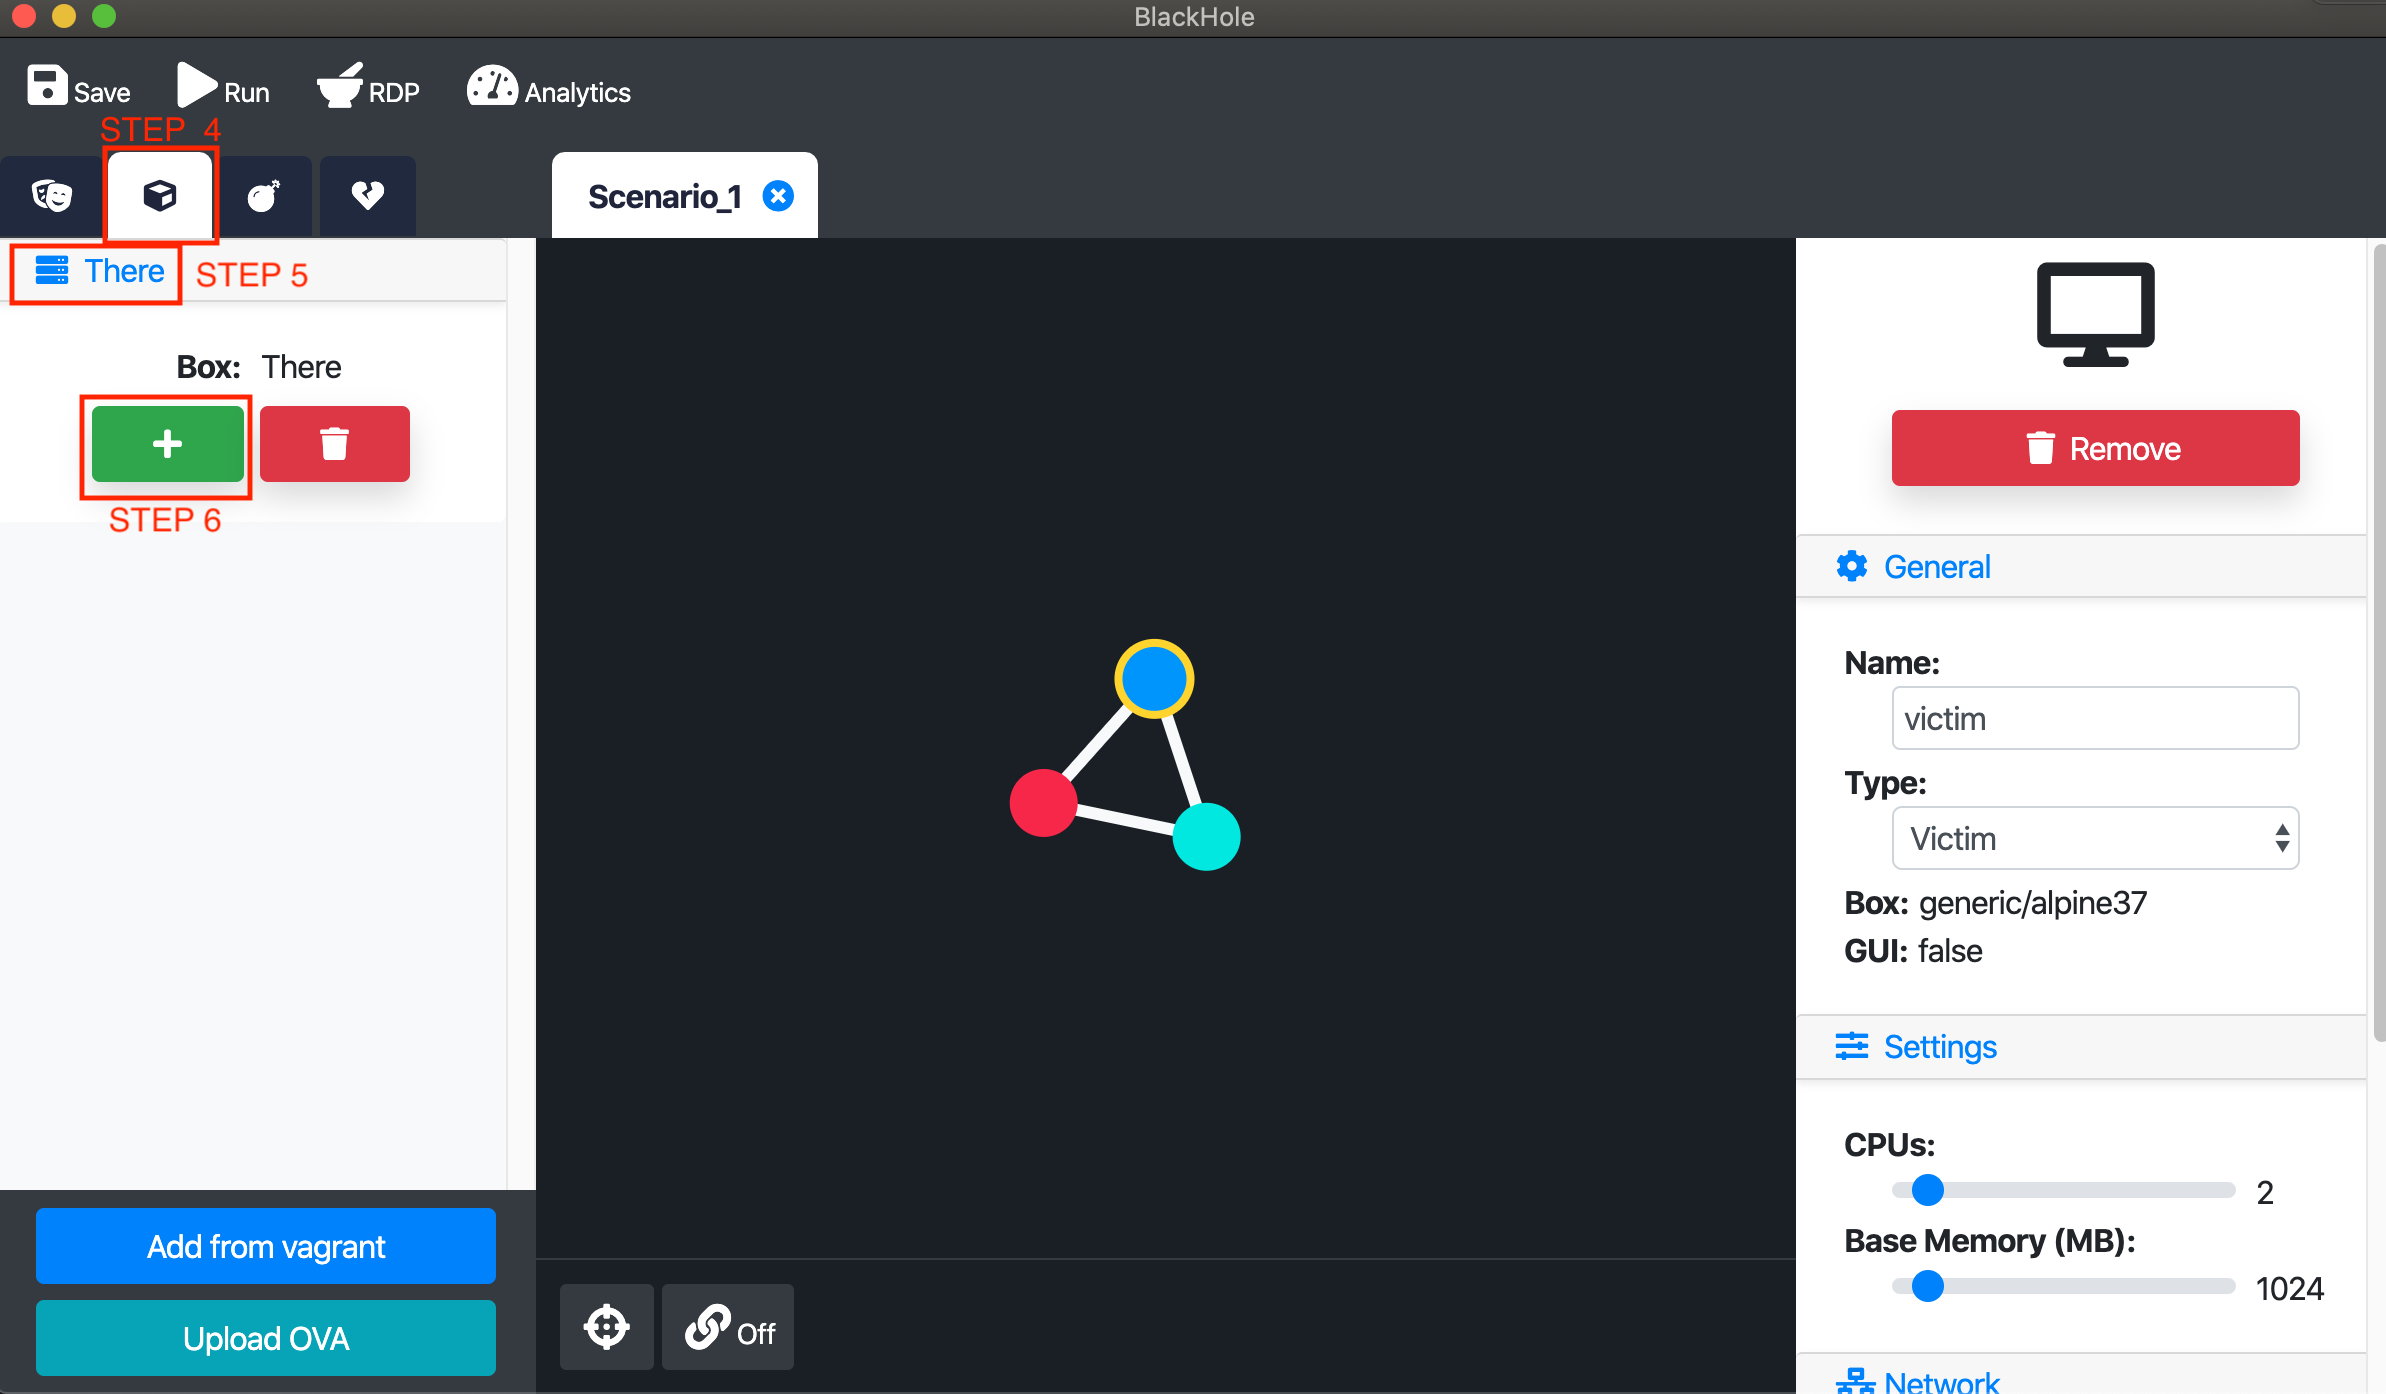 BlackHole
Save
Run
RDP
Analytics
STEP 4
Scenario_1
There
STEP 5
Box: There
STEP 6
Remove
General
Name:
victim
Type:
Victim
Box: generic/alpine37
GUI: false
Settings
CPUs:
2
Base Memory (MB):
1024
Network
Add from vagrant
Upload OVA
Off